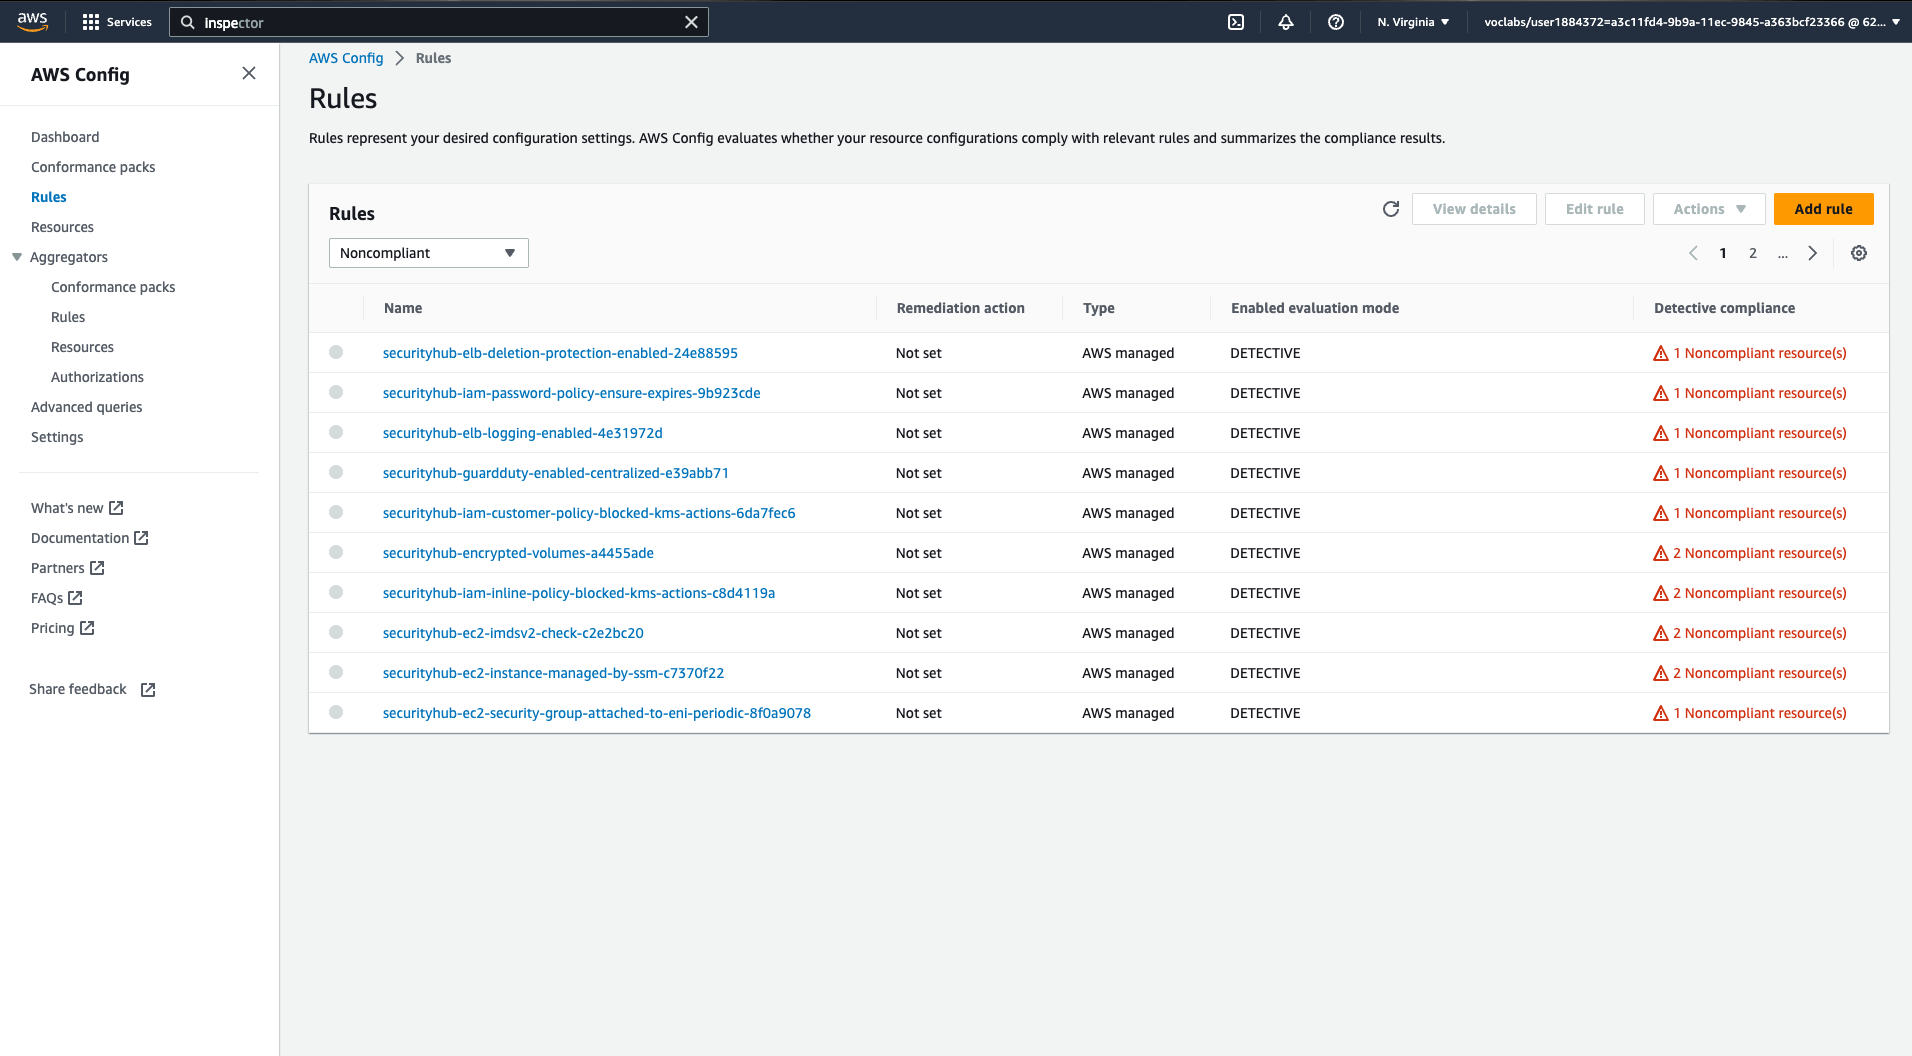 aws Services inspector N. Virginia voclabs/user1884372=a3c11fd4-9b9a-11ec-9845-a363bcf23366 @ 62...
AWS Config
Dashboard
Conformance packs
Rules
Resources
Aggregators
Conformance packs
Rules
Resources
Authorizations
Advanced queries
Settings
What's new
Documentation
Partners
FAQs
Pricing
Share feedback
AWS Config > Rules
Rules
Rules represent your desired configuration settings. AWS Config evaluates whether your resource configurations comply with relevant rules and summarizes the compliance results.
Rules View details Edit rule Actions Add rule
Noncompliant 1 2 ...
Name Remediation action Type Enabled evaluation mode Detective compliance
securityhub-elb-deletion-protection-enabled-24e88595 Not set AWS managed DETECTIVE 1 Noncompliant resource(s)
securityhub-iam-password-policy-ensure-expires-9b923cde Not set AWS managed DETECTIVE 1 Noncompliant resource(s)
securityhub-elb-logging-enabled-4e31972d Not set AWS managed DETECTIVE 1 Noncompliant resource(s)
securityhub-guardduty-enabled-centralized-e39abb71 Not set AWS managed DETECTIVE 1 Noncompliant resource(s)
securityhub-iam-customer-policy-blocked-kms-actions-6da7fec6 Not set AWS managed DETECTIVE 1 Noncompliant resource(s)
securityhub-encrypted-volumes-a4455ade Not set AWS managed DETECTIVE 2 Noncompliant resource(s)
securityhub-iam-inline-policy-blocked-kms-actions-c8d4119a Not set AWS managed DETECTIVE 2 Noncompliant resource(s)
securityhub-ec2-imdsv2-check-c2e2bc20 Not set AWS managed DETECTIVE 2 Noncompliant resource(s)
securityhub-ec2-instance-managed-by-ssm-c7370f22 Not set AWS managed DETECTIVE 2 Noncompliant resource(s)
securityhub-ec2-security-group-attached-to-eni-periodic-8f0a9078 Not set AWS managed DETECTIVE 1 Noncompliant resource(s)